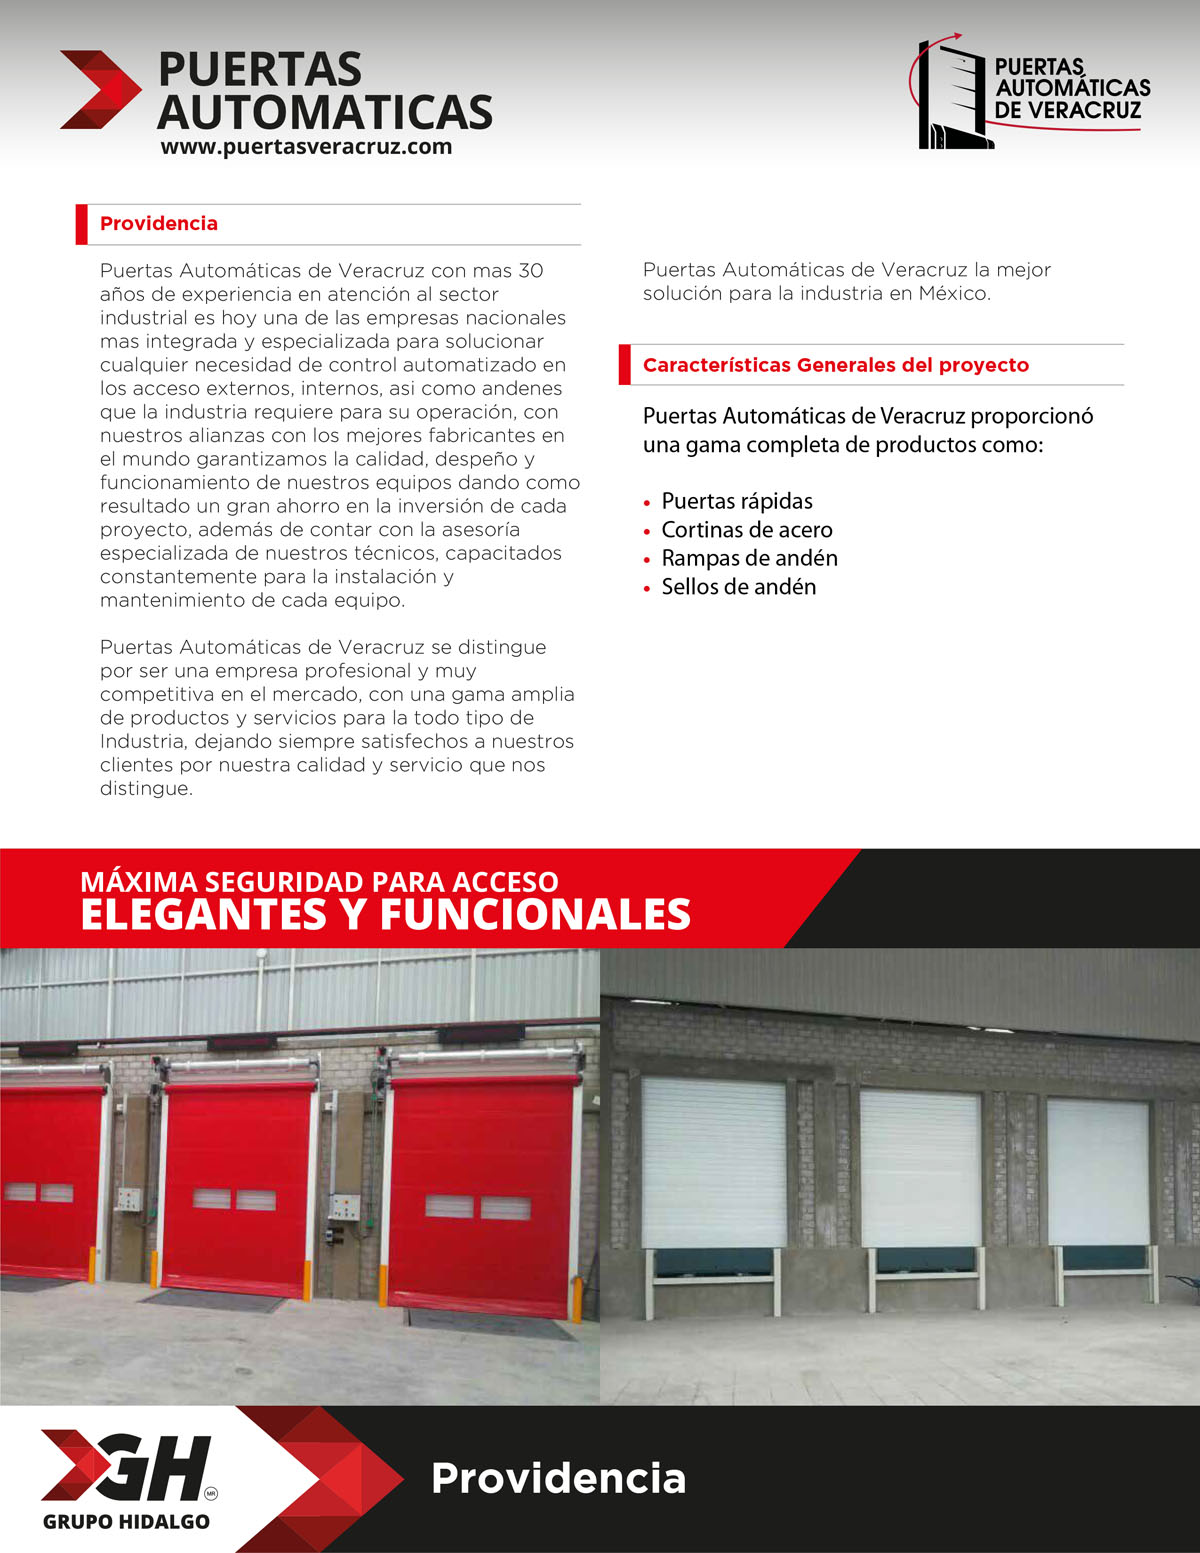 PUERTAS
AUTOMATICAS
www.puertasveracruz.com
PUERTAS
AUTOMÁTICAS
DE VERACRUZ
Providencia
Puertas Automáticas de Veracruz con mas 30
años de experiencia en atención al sector
industrial es hoy una de las empresas nacionales
mas integrada y especializada para solucionar
cualquier necesidad de control automatizado en
los acceso externos, internos, asi como andenes
que la industria requiere para su operación, con
nuestros alianzas con los mejores fabricantes en
el mundo garantizamos la calidad, despeño y
funcionamiento de nuestros equipos dando como
resultado un gran ahorro en la inversión de cada
proyecto, además de contar con la asesoría
especializada de nuestros técnicos, capacitados
constantemente para la instalación y
mantenimiento de cada equipo.
Puertas Automáticas de Veracruz se distingue
por ser una empresa profesional y muy
competitiva en el mercado, con una gama amplia
de productos y servicios para la todo tipo de
Industria, dejando siempre satisfechos a nuestros
clientes por nuestra calidad y servicio que nos
distingue.
Puertas Automáticas de Veracruz la mejor
solución para la industria en México.
Características Generales del proyecto
Puertas Automáticas de Veracruz proporcionó
una gama completa de productos como:
• Puertas rápidas
• Cortinas de acero
• Rampas de andén
• Sellos de andén
MÁXIMA SEGURIDAD PARA ACCESO
ELEGANTES Y FUNCIONALES
GH
MR
GRUPO HIDALGO
Providencia